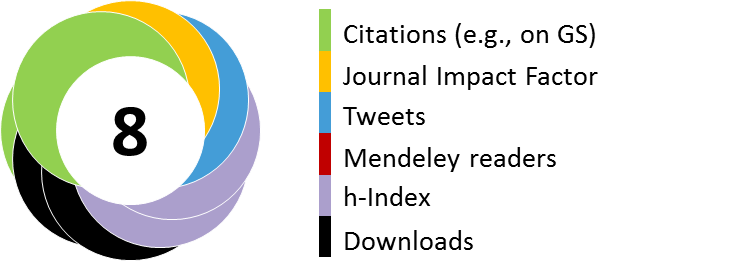 8
Citations (e.g., on GS)
Journal Impact Factor
Tweets
Mendeley readers
h-Index
Downloads